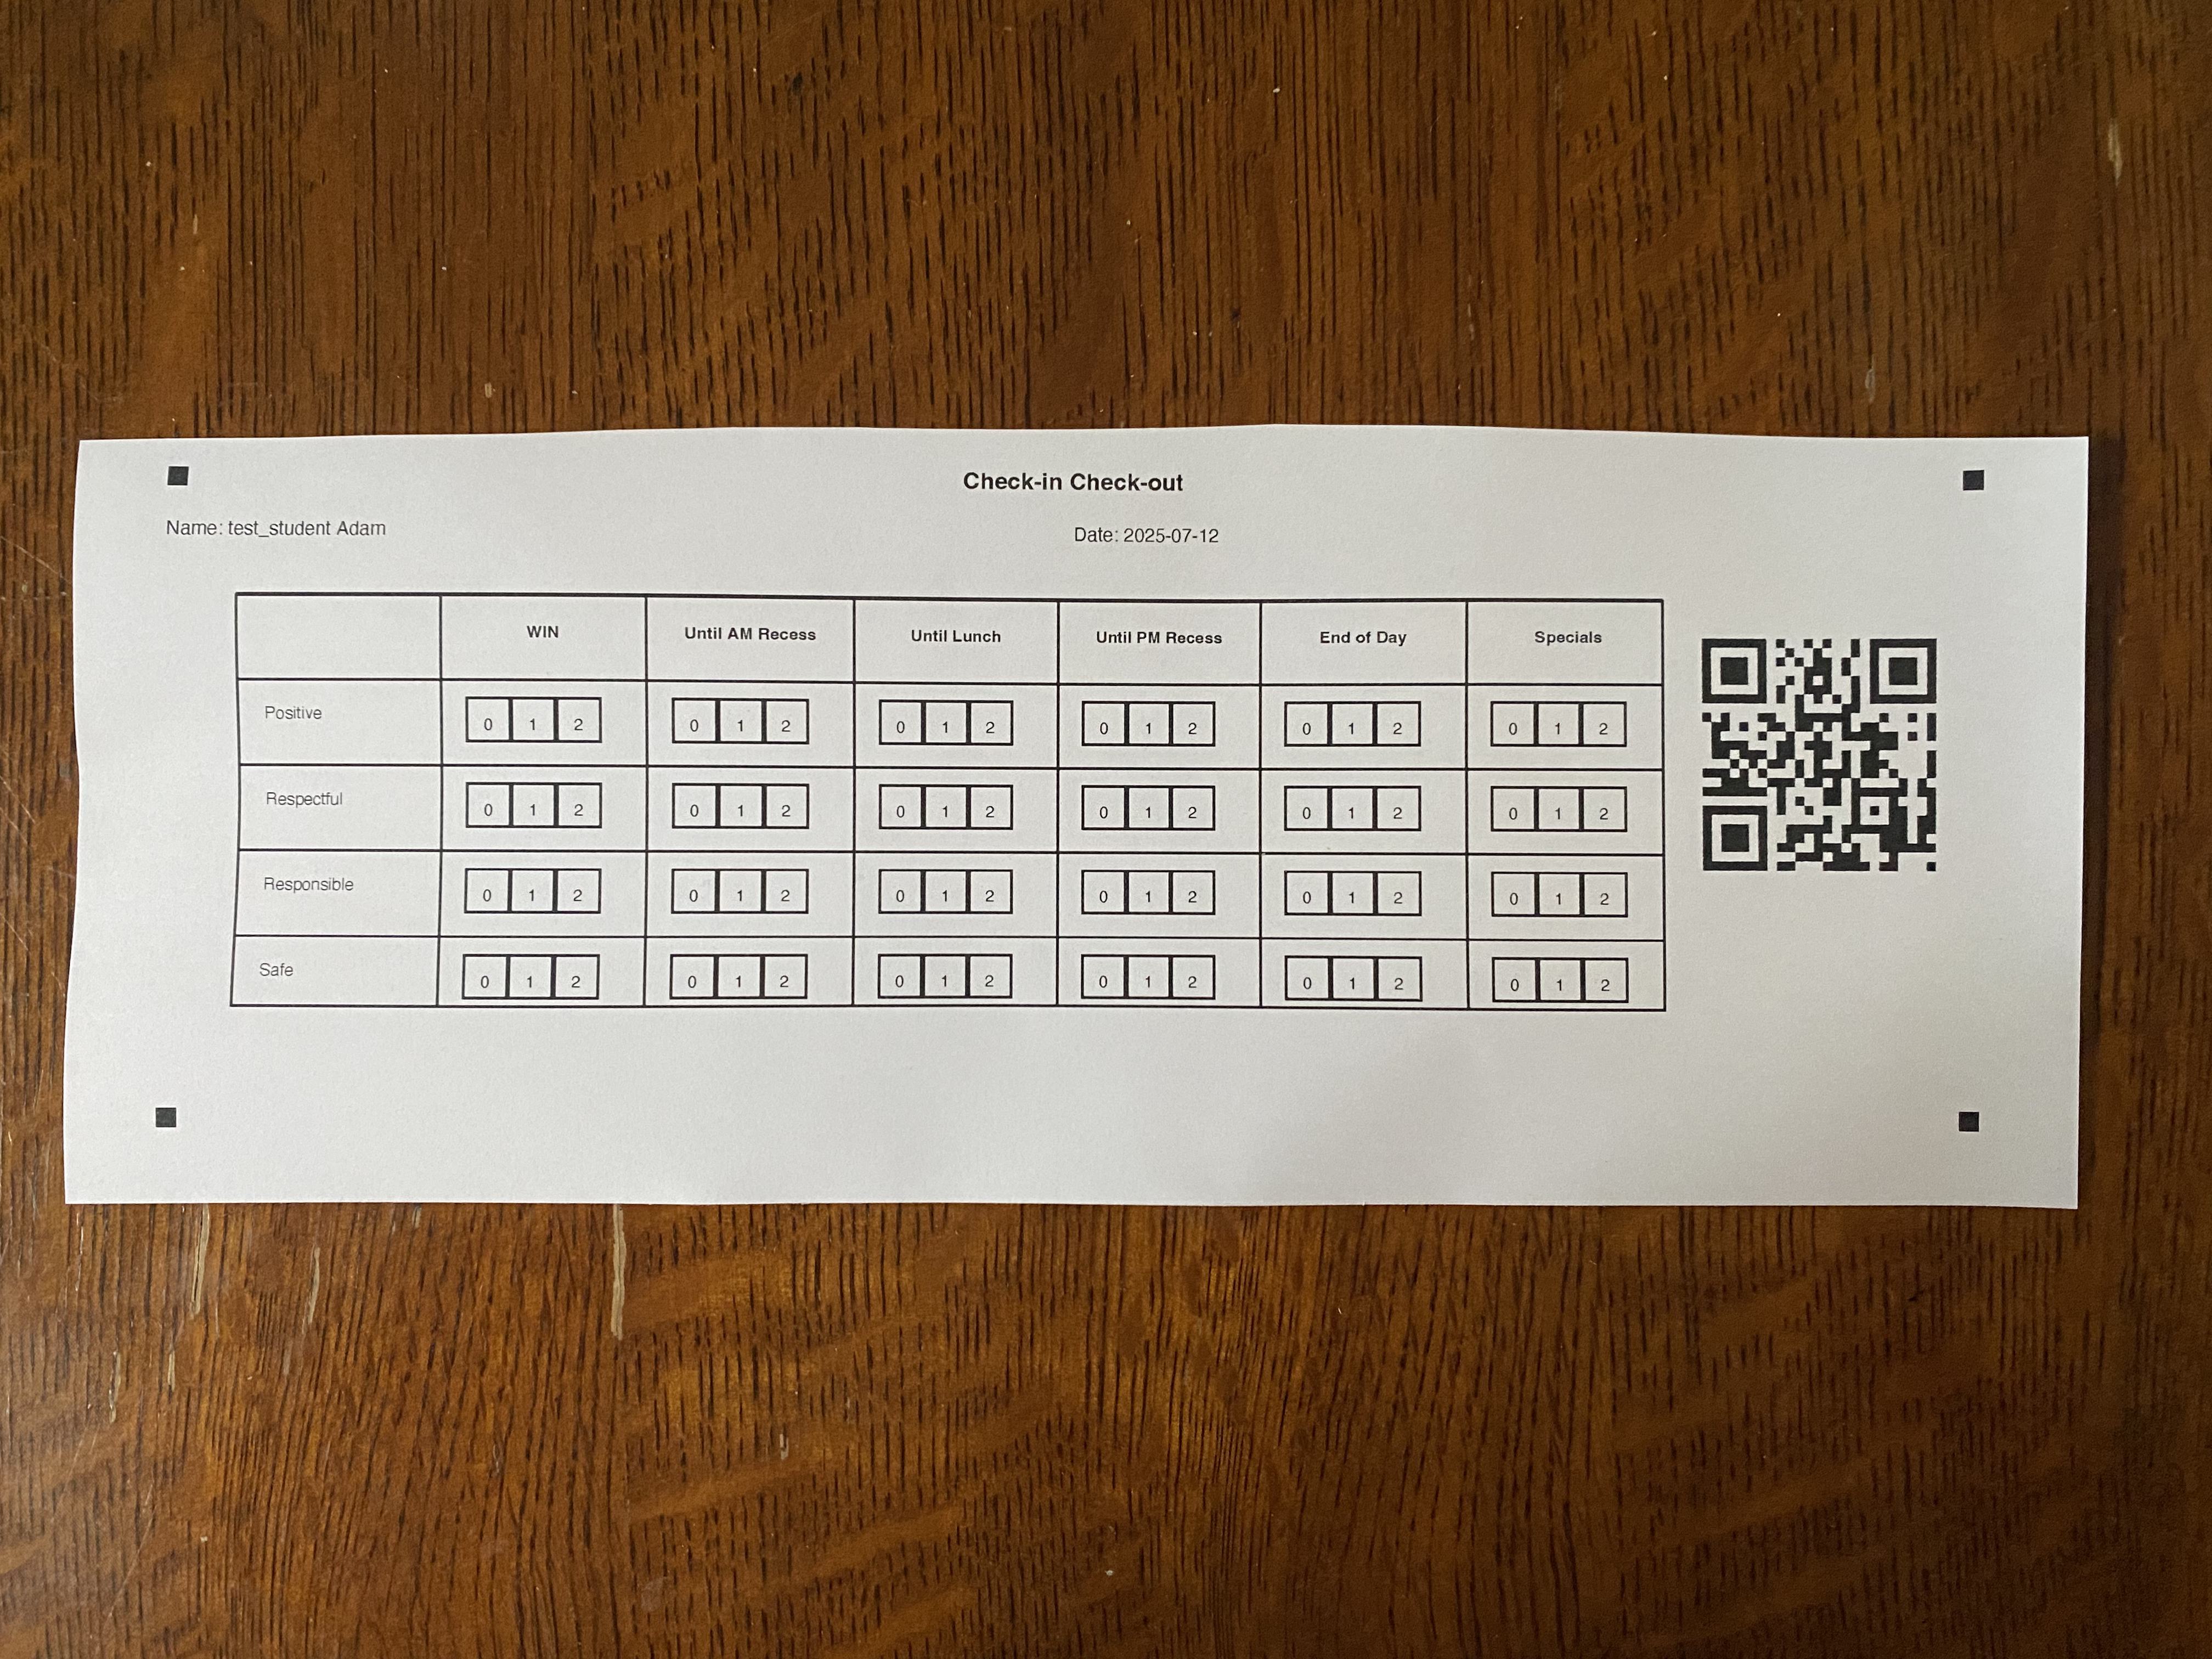 Check-in Check-out
Name: test_student Adam Date: 2025-07-12
WIN Until AM Recess Until Lunch Until PM Recess End of Day Specials
Positive 0 1 2 0 1 2 0 1 2 0 1 2 0 1 2 0 1 2
Respectful 0 1 2 0 1 2 0 1 2 0 1 2 0 1 2 0 1 2
Responsible 0 1 2 0 1 2 0 1 2 0 1 2 0 1 2 0 1 2
Safe 0 1 2 0 1 2 0 1 2 0 1 2 0 1 2 0 1 2